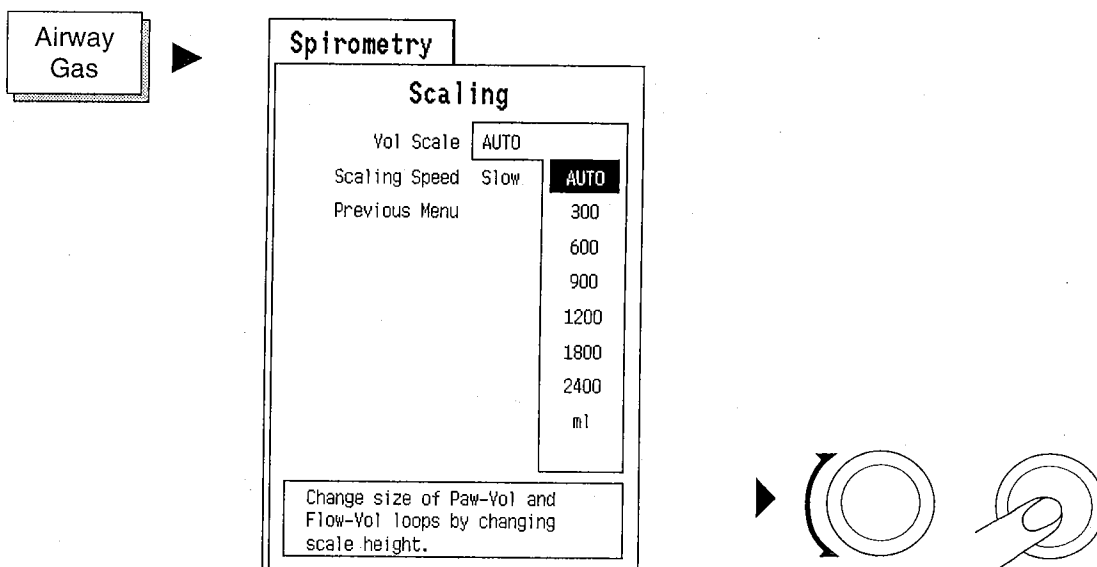 Airway
Gas
Spirometry
Scaling
Vol Scale AUTO
Scaling Speed Slow AUTO
Previous Menu 300
600
900
1200
1800
2400
ml
Change size of Paw-Vol and
Flow-Vol loops by changing
scale height.